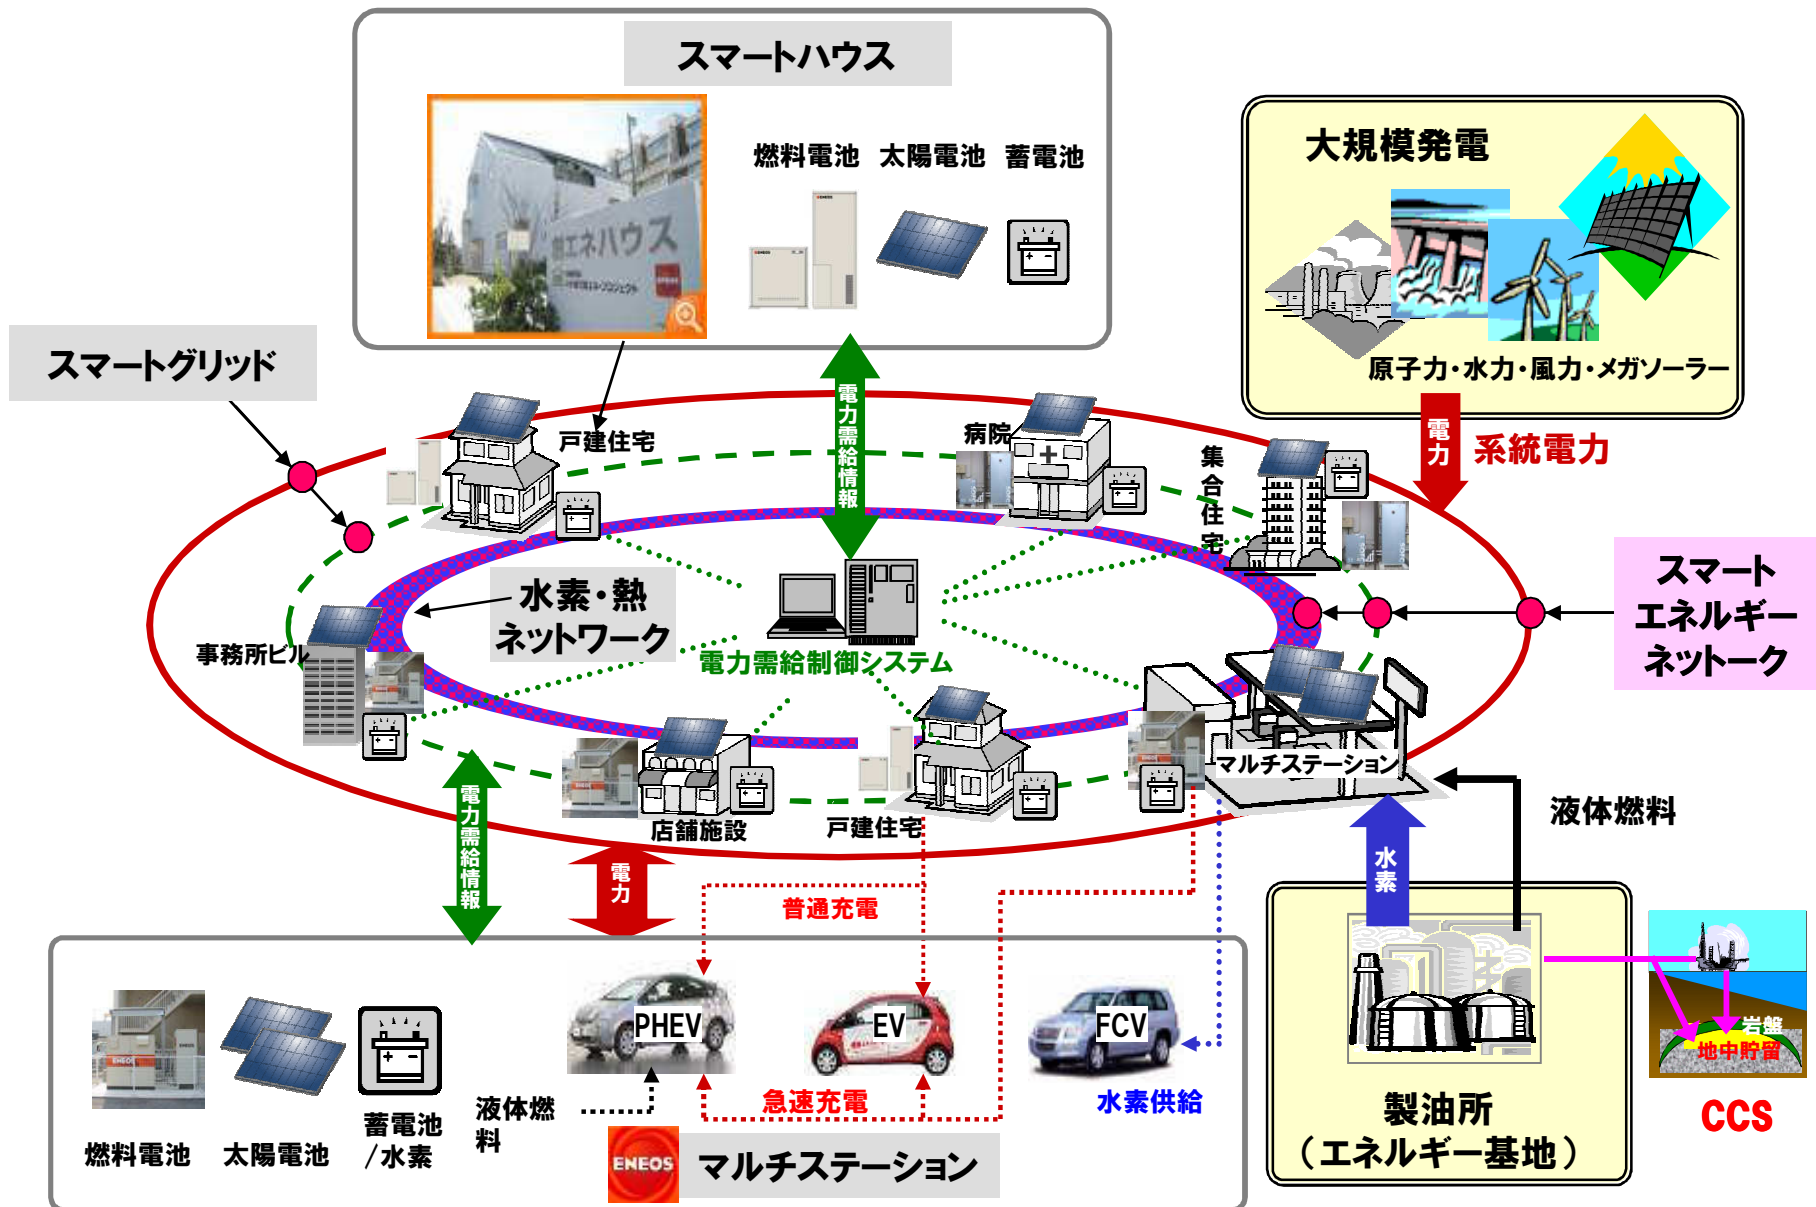 スマートハウス
燃料電池
太陽電池
蓄電池
エネハウス
ENEOS
大規模発電
原子力・水力・風力・メガソーラー
スマートグリッド
電力需給情報
電力
系統電力
戸建住宅
病院
集合住宅
水素・熱
ネットワーク
スマート
エネルギー
ネットーク
事務所ビル
電力需給制御システム
マルチステーション
店舗施設
戸建住宅
液体燃料
電力需給情報
電力
水素
普通充電
PHEV
EV
FCV
急速充電
水素供給
燃料電池
太陽電池
蓄電池
/水素
液体燃
料
ENEOS
マルチステーション
製油所
（エネルギー基地）
岩盤
地中貯留
CCS